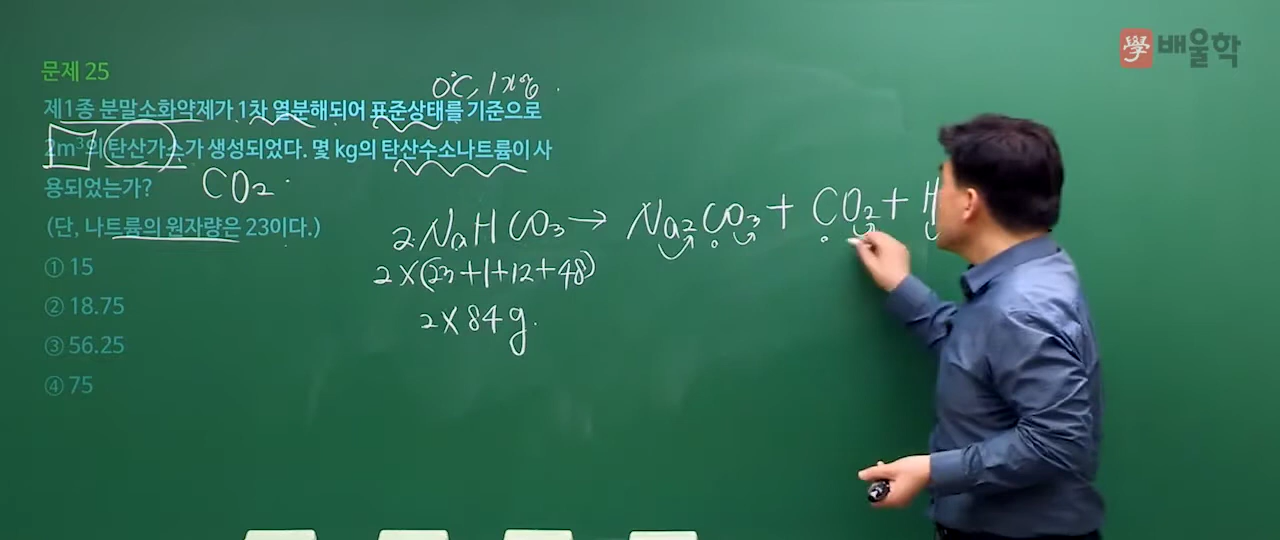 學 배울학
문제 25
0°C, 1기압
제1종 분말소화약제가 1차 열분해되어 표준상태를 기준으로
2m³의 탄산가스가 생성되었다. 몇 kg의 탄산수소나트륨이 사
용되었는가?
CO₂
(단, 나트륨의 원자량은 23이다.)
① 15
② 18.75
③ 56.25
④ 75
2NaHCO₃ → Na₂CO₃ + CO₂ + H
2×(23+1+12+48)
2×84g.